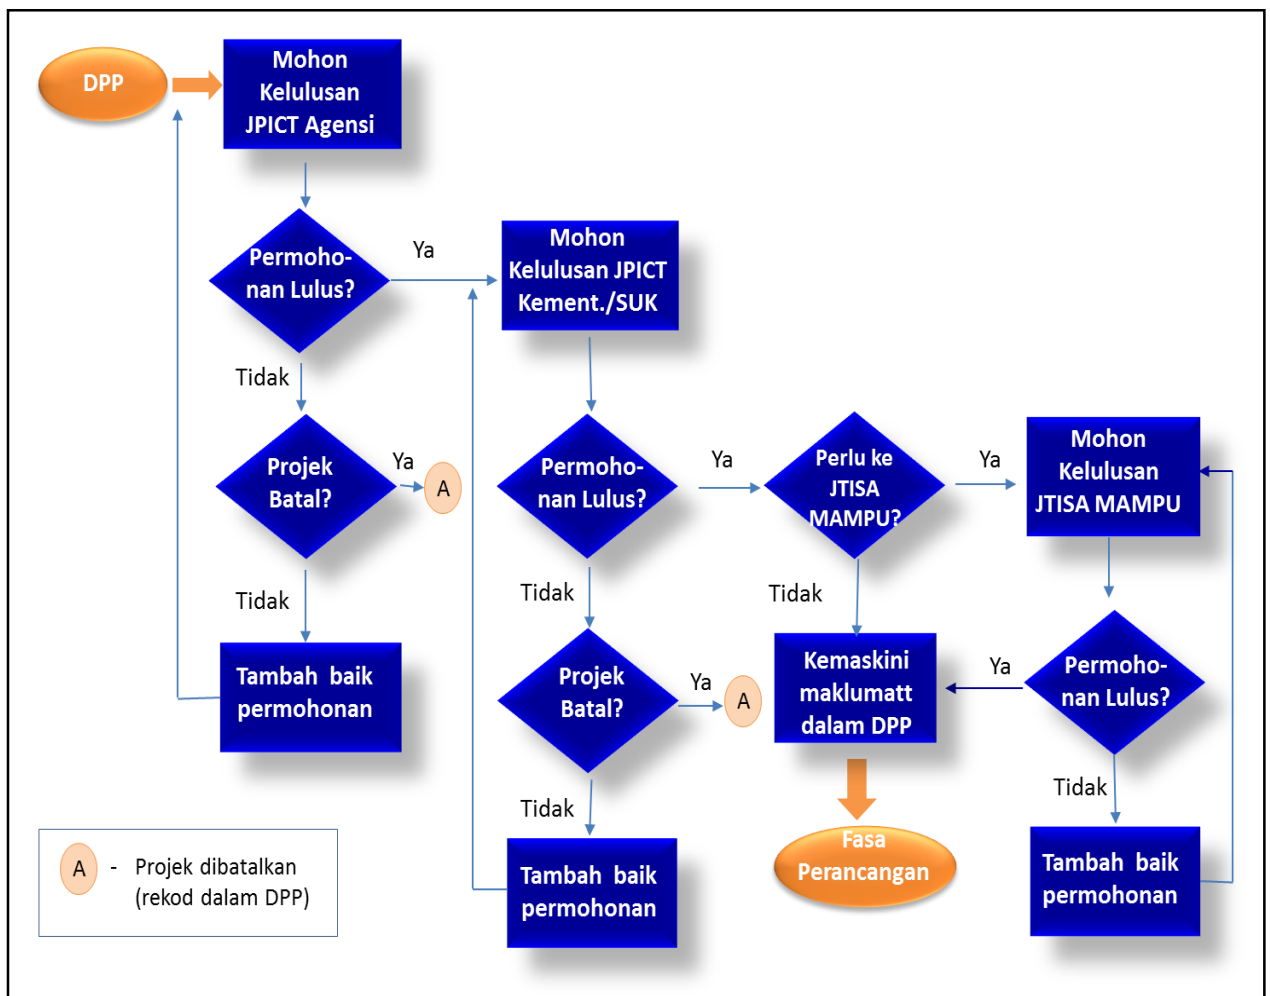 DPP
Mohon
Kelulusan
JPICT Agensi
Permoho-
nan Lulus?
Ya
Mohon
Kelulusan JPICT
Kement./SUK
Tidak
Projek
Batal?
Ya
A
Permoho-
nan Lulus?
Ya
Perlu ke
JTISA
MAMPU?
Ya
Mohon
Kelulusan
JTISA MAMPU
Tidak
Tambah baik
permohonan
Tidak
Projek
Batal?
Ya
A
Tidak
Kemaskini
maklumatt
dalam DPP
Ya
Permoho-
nan Lulus?
Tidak
Tambah baik
permohonan
Fasa
Perancangan
Tidak
Tambah baik
permohonan
A - Projek dibatalkan
(rekod dalam DPP)